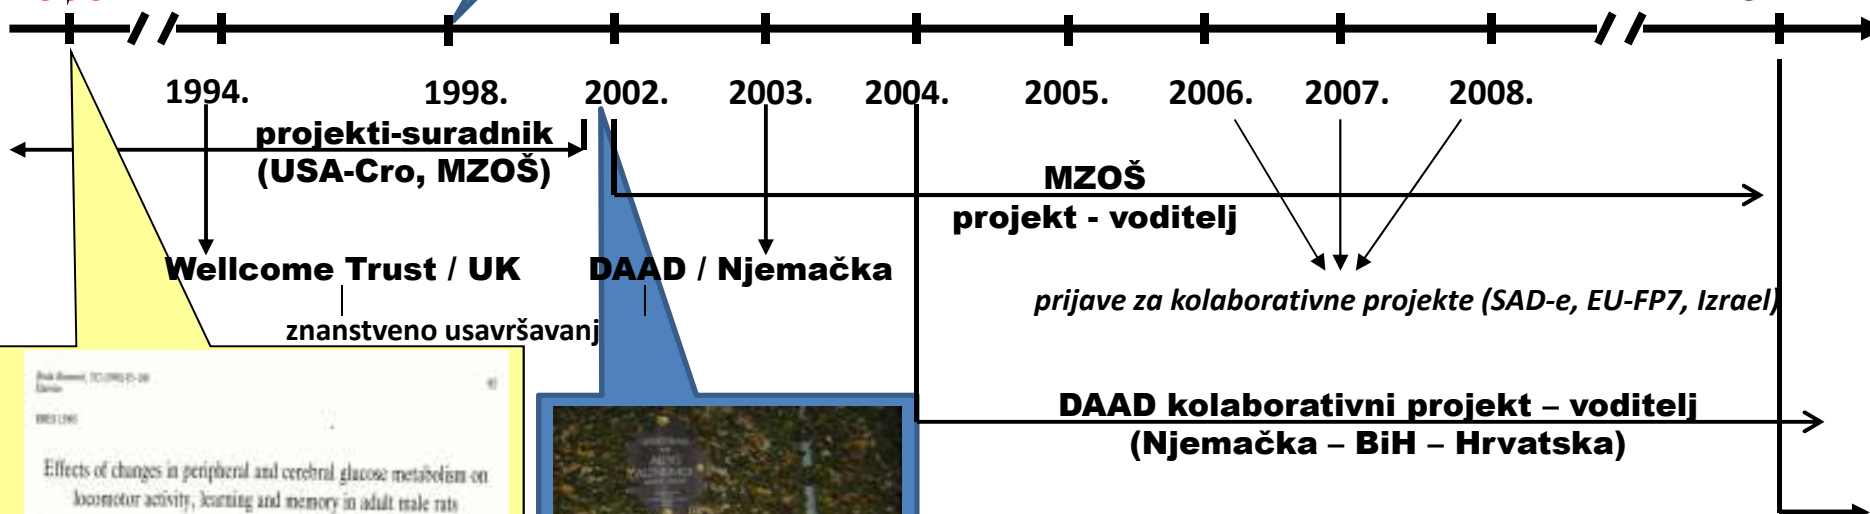 1994.
1998.
2002.
2003.
2004.
2005.
2006.
2007.
2008.
projekti-suradnik
(USA-Cro, MZOŠ)
MZOŠ
projekt - voditelj
Wellcome Trust / UK
DAAD / Njemačka
prijave za kolaborativne projekte (SAD-e, EU-FP7, Izrael)
znanstveno usavršavanj
DAAD kolaborativni projekt – voditelj
(Njemačka – BiH – Hrvatska)
Effects of changes in peripheral and cerebral glucose metabolism on
locomotor activity, learning and memory in adult male rats